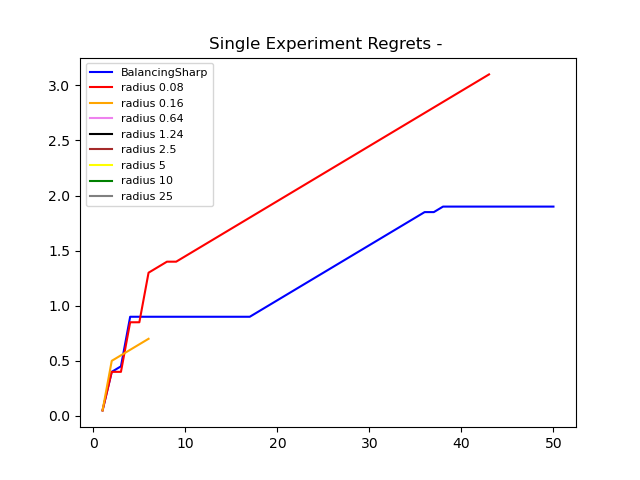 Single Experiment Regrets -
BalancingSharp
radius 0.08
radius 0.16
radius 0.64
radius 1.24
radius 2.5
radius 5
radius 10
radius 25
3.0
2.5
2.0
1.5
1.0
0.5
0.0
0 10 20 30 40 50